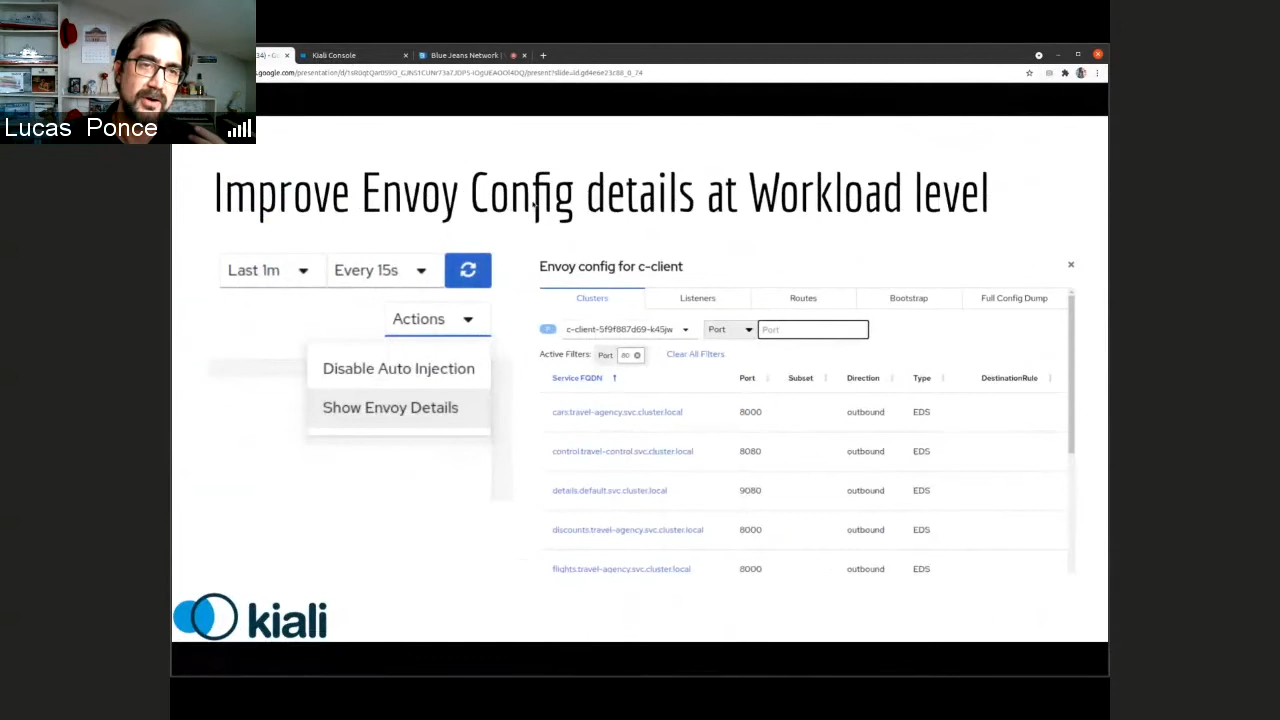 34) - G
Kiali Console
Blue Jeans Network |
Lucas Ponce
Improve Envoy Config details at Workload level
Last 1m
Every 15s
Actions
Disable Auto Injection
Show Envoy Details
Envoy config for c-client
Clusters
Listeners
Routes
Bootstrap
Full Config Dump
P
c-client-5f9f887d69-k45jw
Port
Port
Active Filters:
Port
80
Clear All Filters
Service FQDN
Port
Subset
Direction
Type
DestinationRule
cars.travel-agency.svc.cluster.local
8000
outbound
EDS
control.travel-control.svc.cluster.local
8080
outbound
EDS
details.default.svc.cluster.local
9080
outbound
EDS
discounts.travel-agency.svc.cluster.local
8000
outbound
EDS
flights.travel-agency.svc.cluster.local
8000
outbound
EDS
kiali